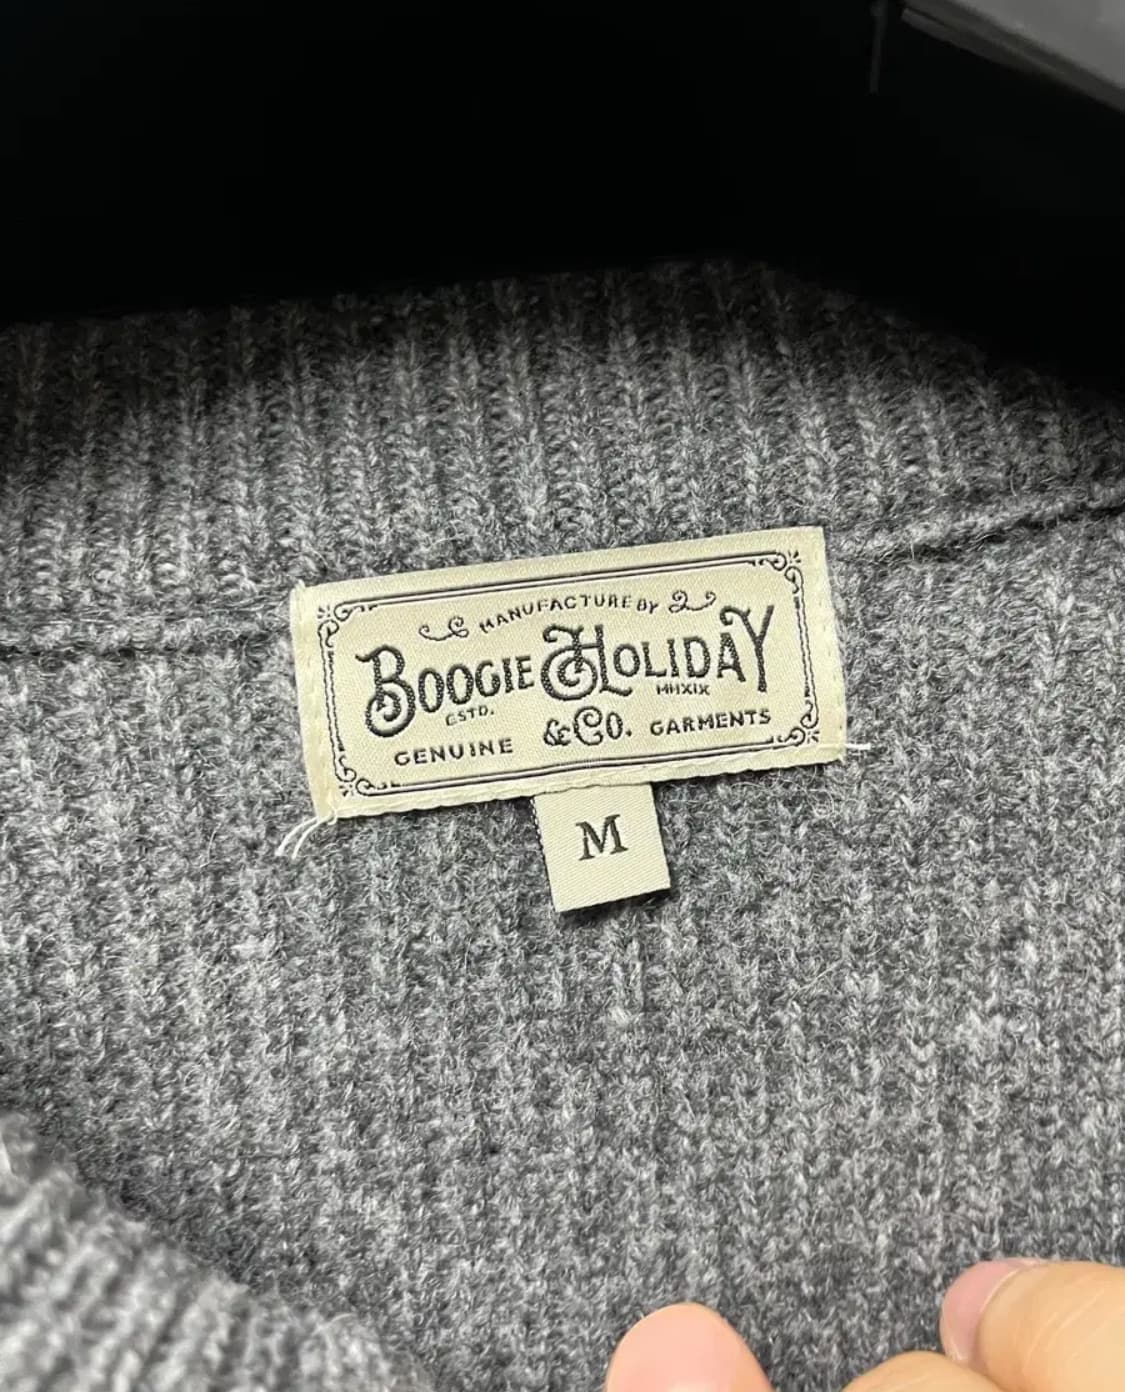 MANUFACTURE BY
BOOGIE HOLIDAY
ESTD. MMXIX
GENUINE &CO. GARMENTS
M